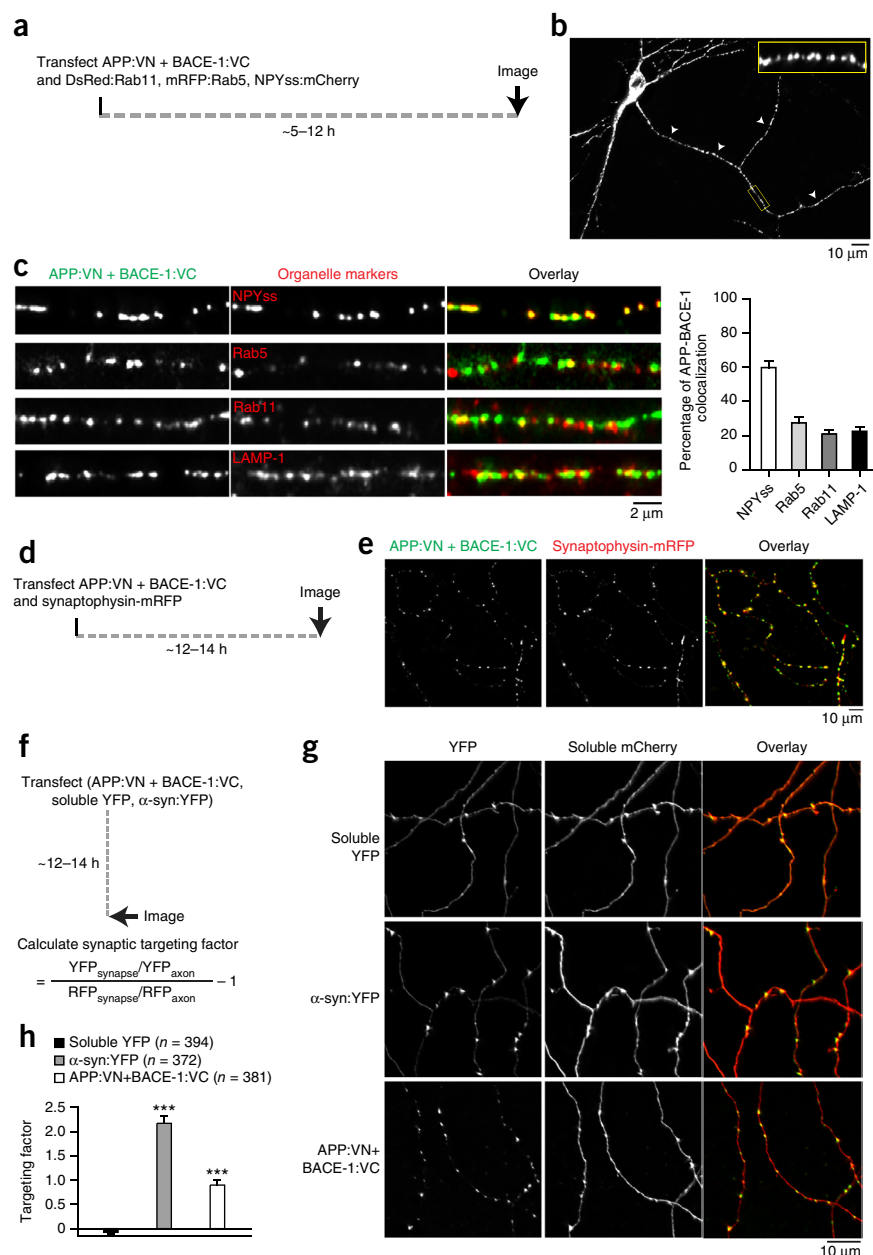 a
Transfect APP:VN + BACE-1:VC
and DsRed:Rab11, mRFP:Rab5, NPYss:mCherry
Image
~5–12 h
b
10 μm
c
APP:VN + BACE-1:VC
Organelle markers
Overlay
NPYss
Rab5
Rab11
LAMP-1
2 μm
Percentage of APP-BACE-1
colocalization
100
80
60
40
20
0
NPYss
Rab5
Rab11
LAMP-1
d
Transfect APP:VN + BACE-1:VC
and synaptophysin-mRFP
Image
~12–14 h
e
APP:VN + BACE-1:VC
Synaptophysin-mRFP
Overlay
10 μm
f
Transfect (APP:VN + BACE-1:VC,
soluble YFP, α-syn:YFP)
~12–14 h
Image
Calculate synaptic targeting factor
= YFPsynapse/YFPaxon
RFPsynapse/RFPaxon – 1
g
YFP
Soluble mCherry
Overlay
Soluble
YFP
α-syn:YFP
APP:VN+
BACE-1:VC
10 μm
h
Soluble YFP (n = 394)
α-syn:YFP (n = 372)
APP:VN+BACE-1:VC (n = 381)
Targeting factor
2.5
2.0
1.5
1.0
0.5
0
***
***